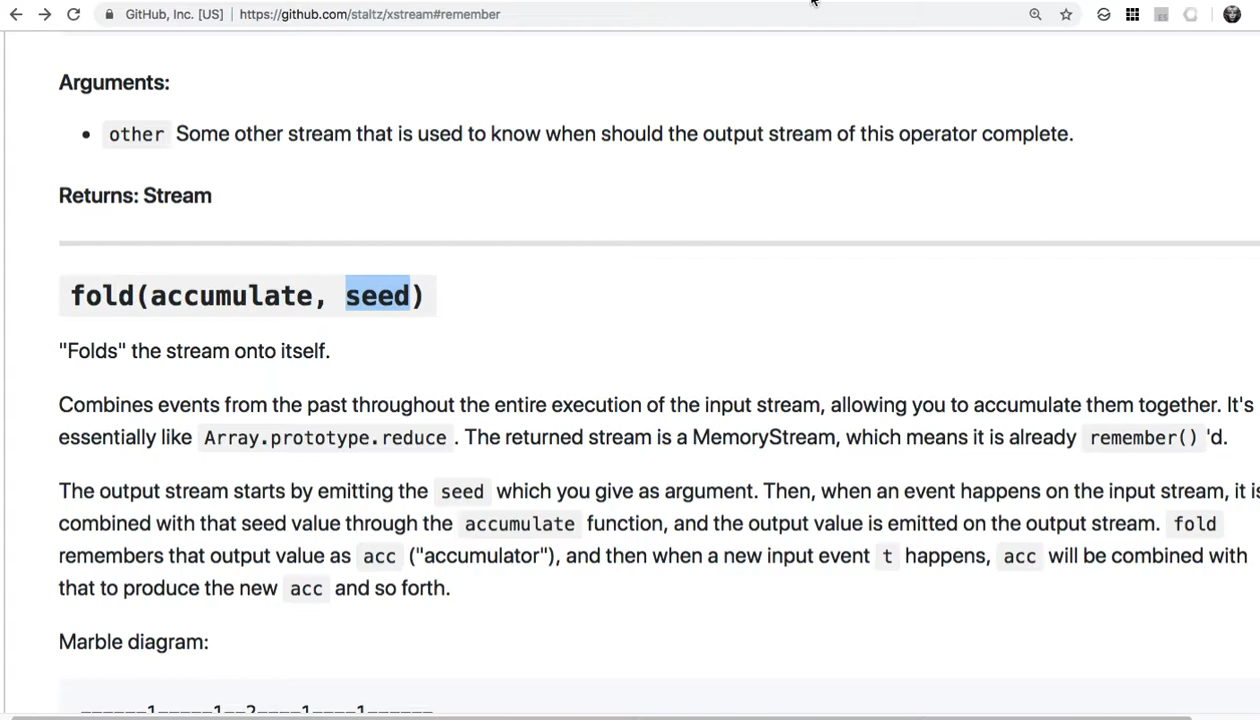 GitHub, Inc. [US] | https://github.com/staltz/xstream#remember
Arguments:
• other Some other stream that is used to know when should the output stream of this operator complete.
Returns: Stream
fold(accumulate, seed)
"Folds" the stream onto itself.
Combines events from the past throughout the entire execution of the input stream, allowing you to accumulate them together. It's
essentially like Array.prototype.reduce. The returned stream is a MemoryStream, which means it is already remember() 'd.
The output stream starts by emitting the seed which you give as argument. Then, when an event happens on the input stream, it is
combined with that seed value through the accumulate function, and the output value is emitted on the output stream. fold
remembers that output value as acc ("accumulator"), and then when a new input event t happens, acc will be combined with
that to produce the new acc and so forth.
Marble diagram:
------1-----1--2----1----1------